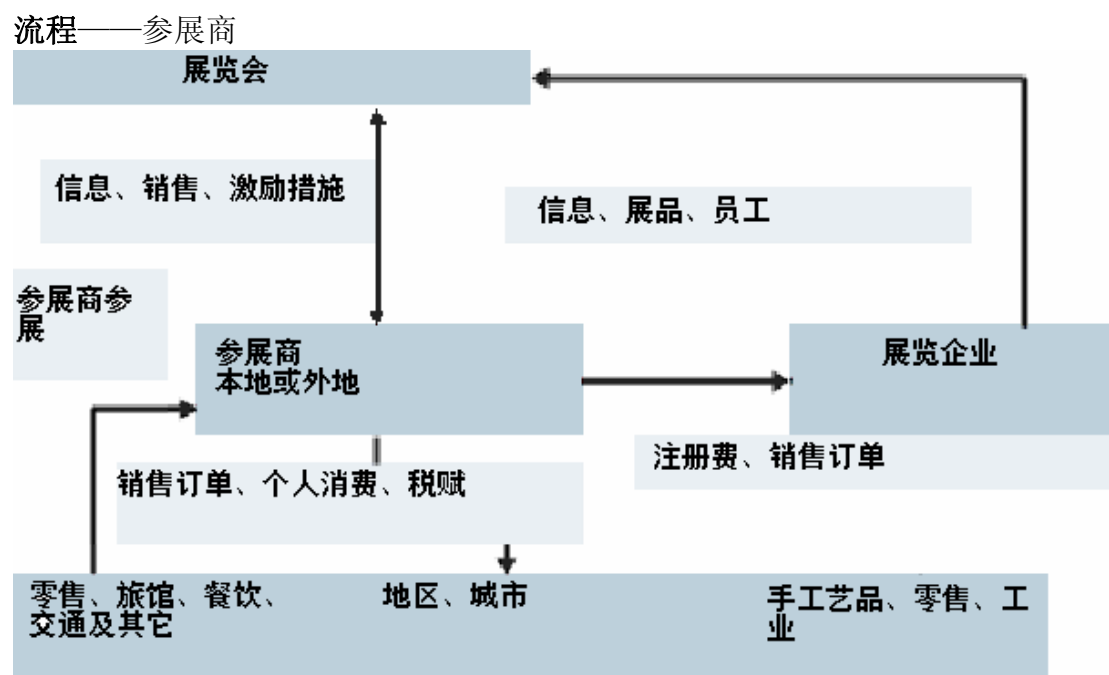 流程——参展商
展览会
信息、销售、激励措施
信息、展品、员工
参展商参
展
参展商
本地或外地
展览企业
注册费、销售订单
销售订单、个人消费、税赋
零售、旅馆、餐饮、
交通及其它
地区、城市
手工艺品、零售、工
业